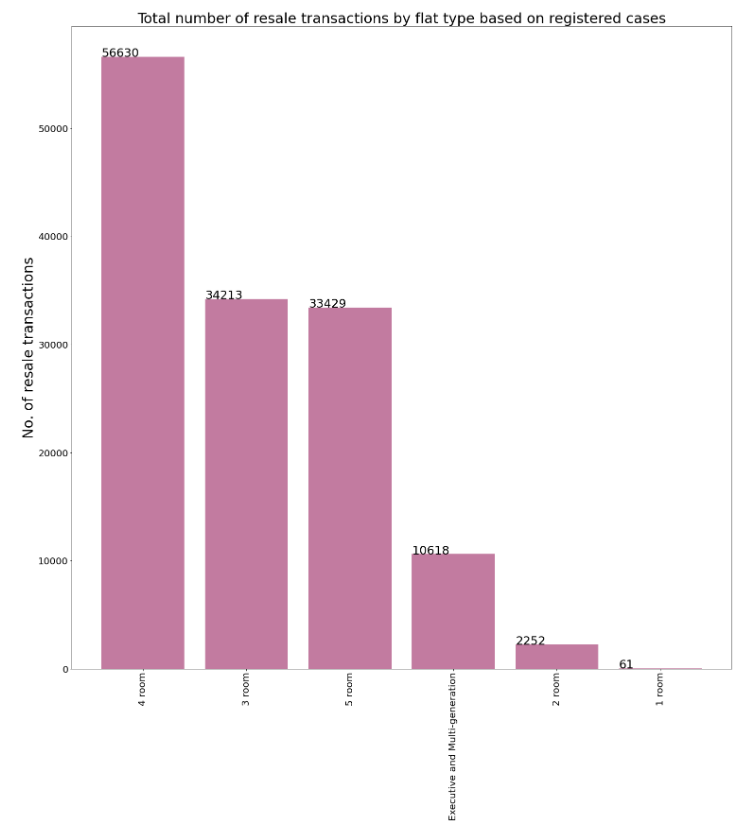 Total number of resale transactions by flat type based on registered cases
56630
50000
40000
34213
33429
30000
No. of resale transactions
20000
10618
10000
2252
61
0
4 room
3 room
5 room
Executive and Multi-generation
2 room
1 room